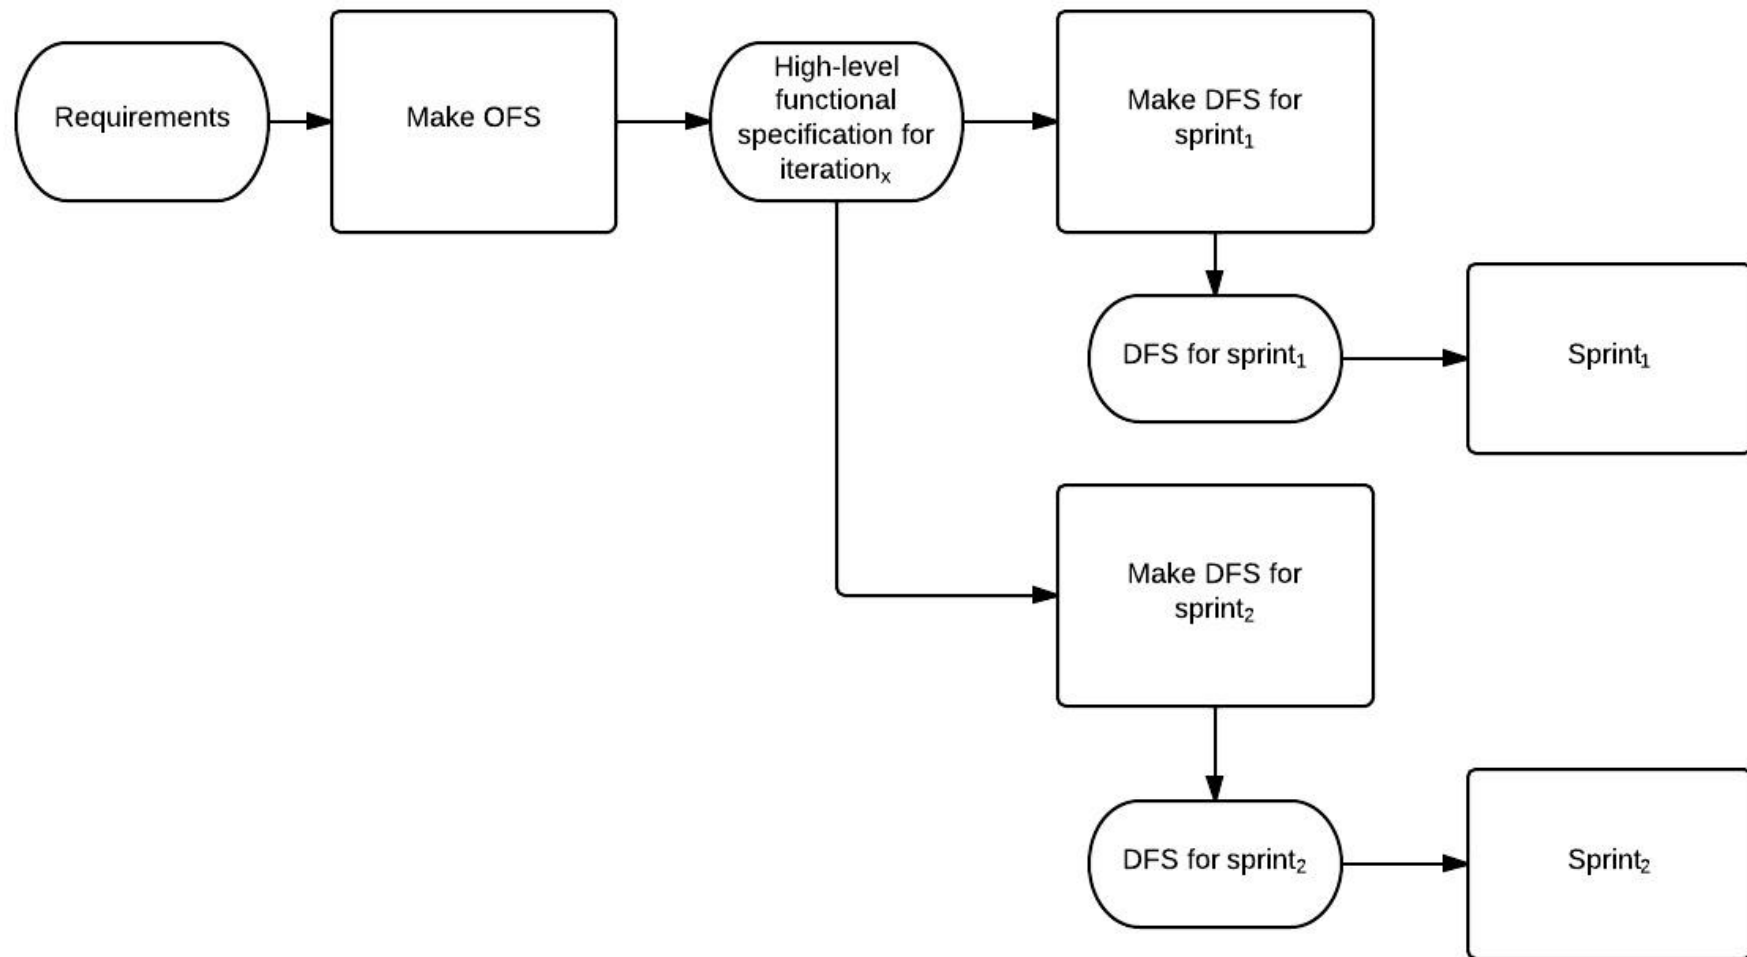 Requirements
Make OFS
High-level
functional
specification for
iterationₓ
Make DFS for
sprint₁
DFS for sprint₁
Sprint₁
Make DFS for
sprint₂
DFS for sprint₂
Sprint₂